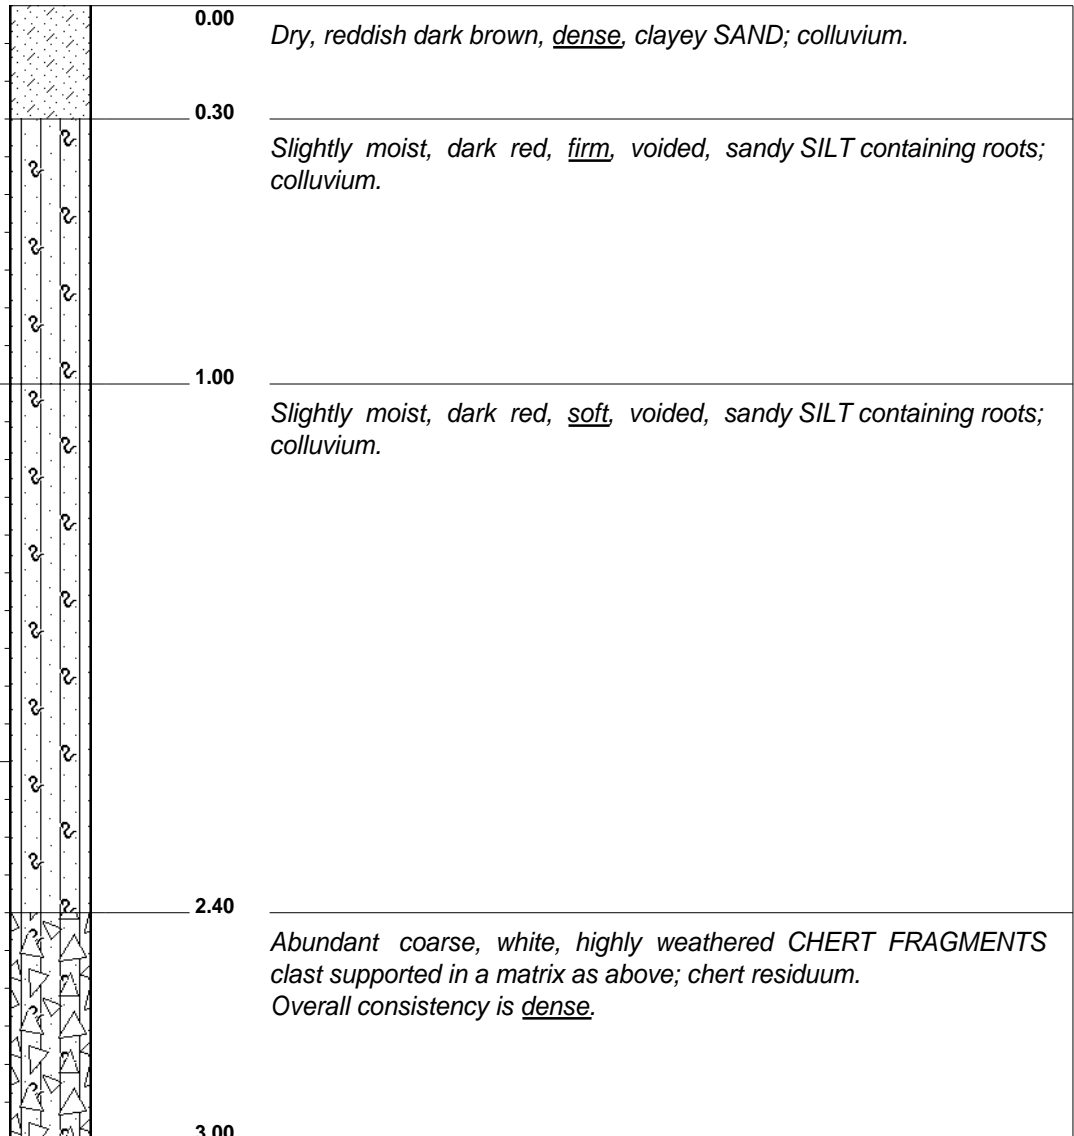 0.00
Dry, reddish dark brown, dense, clayey SAND; colluvium.
0.30
Slightly moist, dark red, firm, voided, sandy SILT containing roots;
colluvium.
1.00
Slightly moist, dark red, soft, voided, sandy SILT containing roots;
colluvium.
2.40
Abundant coarse, white, highly weathered CHERT FRAGMENTS
clast supported in a matrix as above; chert residuum.
Overall consistency is dense.
3.00